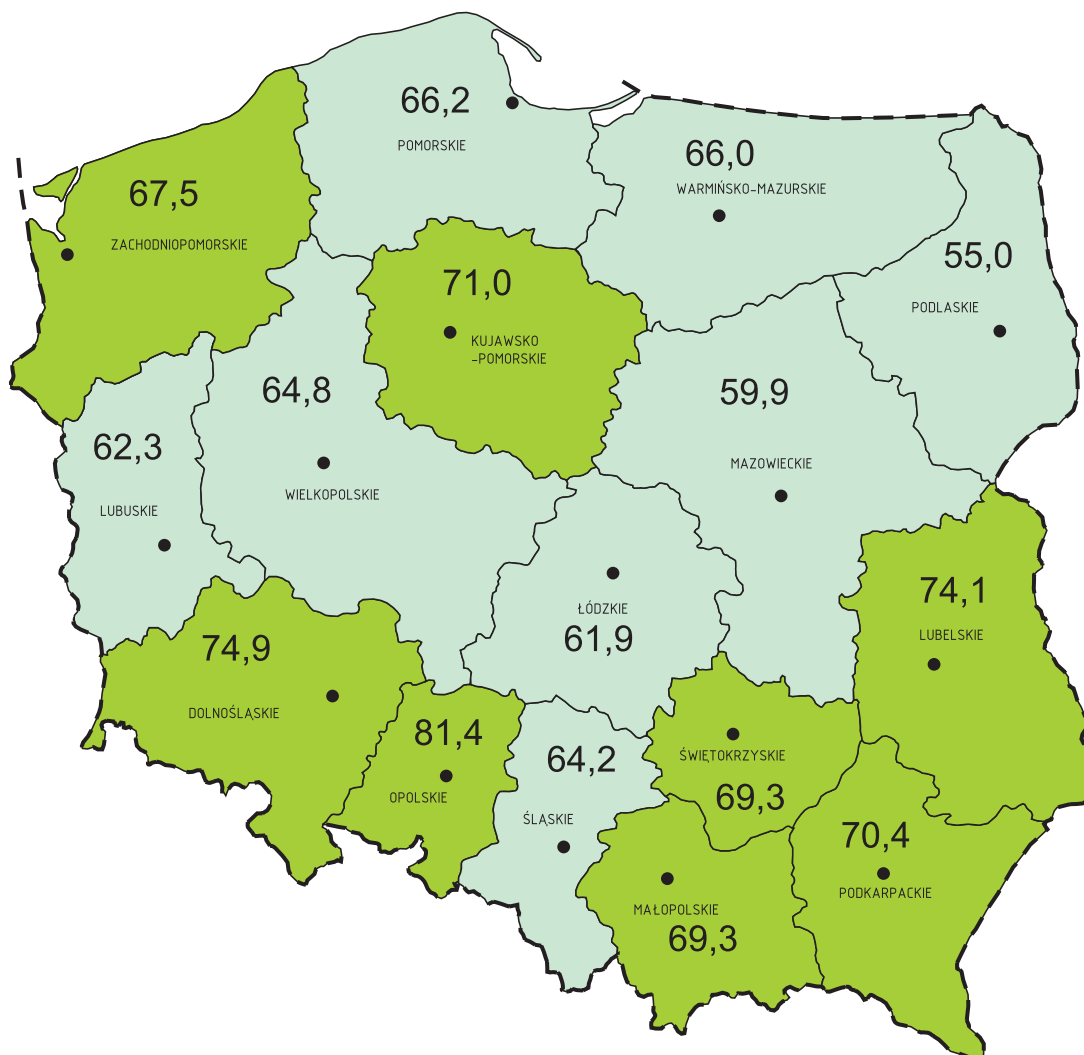 66,2
POMORSKIE
66,0
WARMIŃSKO-MAZURSKIE
67,5
ZACHODNIOPOMORSKIE
55,0
PODLASKIE
71,0
KUJAWSKO
-POMORSKIE
64,8
WIELKOPOLSKIE
59,9
MAZOWIECKIE
62,3
LUBUSKIE
74,1
LUBELSKIE
ŁÓDZKIE
61,9
74,9
DOLNOŚLĄSKIE
81,4
OPOLSKIE
64,2
ŚLĄSKIE
ŚWIĘTOKRZYSKIE
69,3
70,4
PODKARPACKIE
MAŁOPOLSKIE
69,3